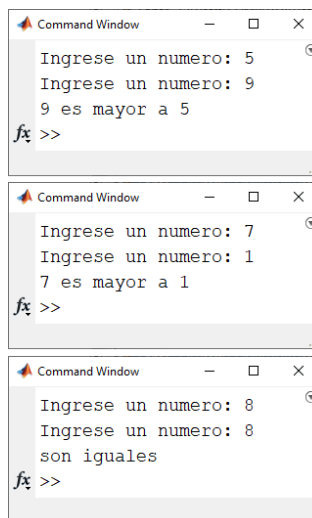 Command Window
Ingrese un numero: 5
Ingrese un numero: 9
9 es mayor a 5
fx >>
Command Window
Ingrese un numero: 7
Ingrese un numero: 1
7 es mayor a 1
fx >>
Command Window
Ingrese un numero: 8
Ingrese un numero: 8
son iguales
fx >>